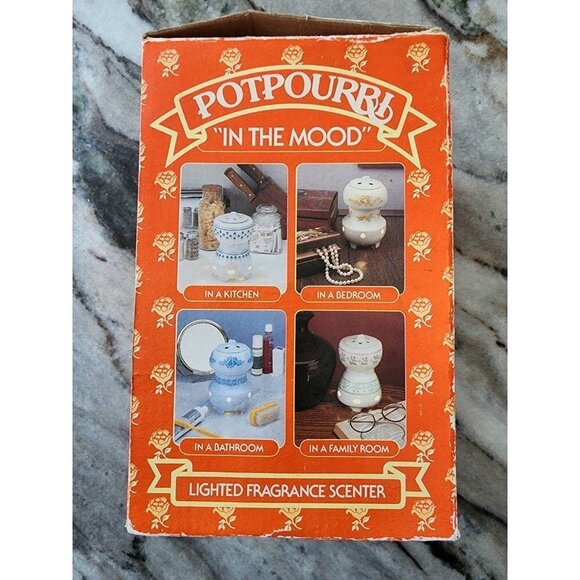 POTPOURRI
"IN THE MOOD"
IN A KITCHEN
IN A BEDROOM
IN A BATHROOM
IN A FAMILY ROOM
LIGHTED FRAGRANCE SCENTER